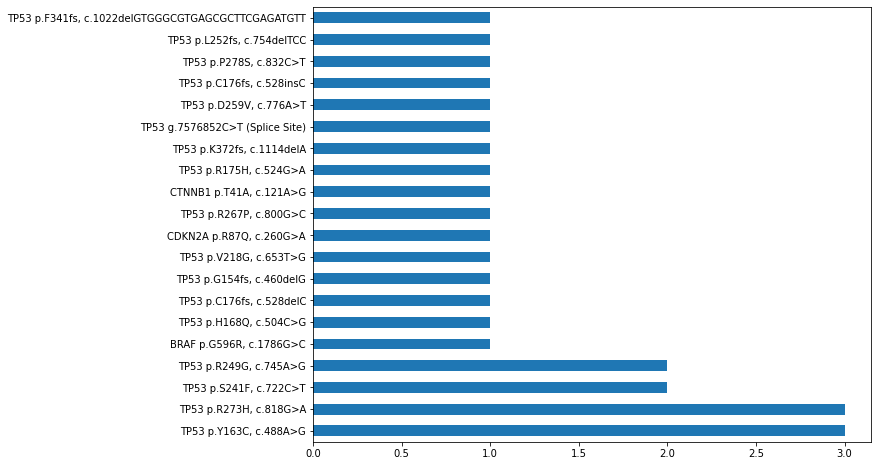 TP53 p.F341fs, c.1022delGTGGGCGTGAGCGCTTCGAGATGTT
TP53 p.L252fs, c.754delTCC
TP53 p.P278S, c.832C>T
TP53 p.C176fs, c.528insC
TP53 p.D259V, c.776A>T
TP53 g.7576852C>T (Splice Site)
TP53 p.K372fs, c.1114delA
TP53 p.R175H, c.524G>A
CTNNB1 p.T41A, c.121A>G
TP53 p.R267P, c.800G>C
CDKN2A p.R87Q, c.260G>A
TP53 p.V218G, c.653T>G
TP53 p.G154fs, c.460delG
TP53 p.C176fs, c.528delC
TP53 p.H168Q, c.504C>G
BRAF p.G596R, c.1786G>C
TP53 p.R249G, c.745A>G
TP53 p.S241F, c.722C>T
TP53 p.R273H, c.818G>A
TP53 p.Y163C, c.488A>G
0.0 0.5 1.0 1.5 2.0 2.5 3.0